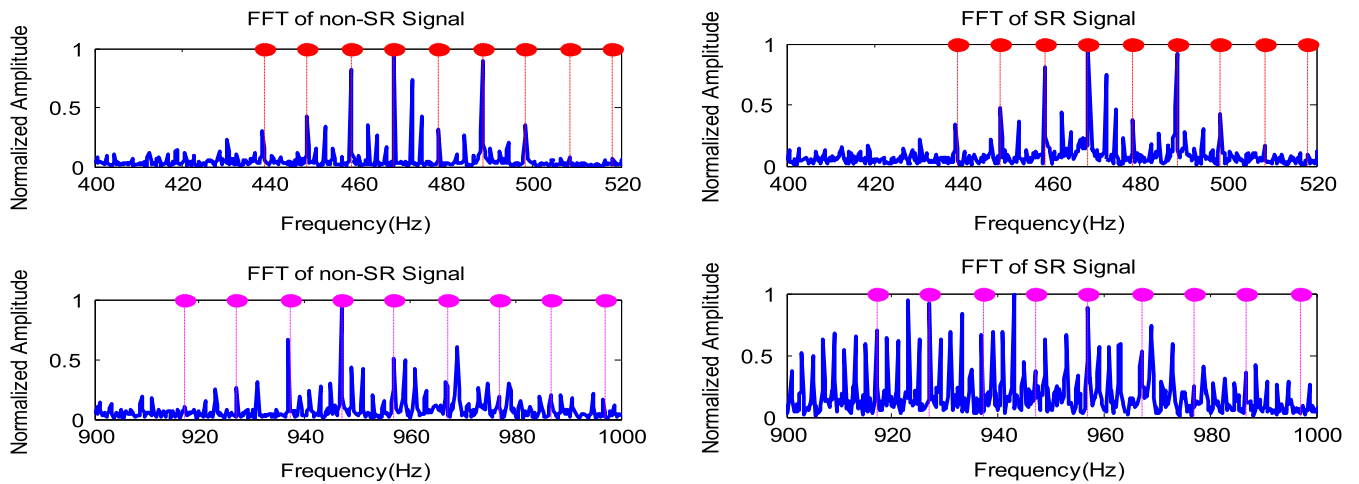 FFT of non-SR Signal
Normalized Amplitude
1
0.5
0
400 420 440 460 480 500 520
Frequency(Hz)
FFT of SR Signal
Normalized Amplitude
1
0.5
0
400 420 440 460 480 500 520
Frequency(Hz)
FFT of non-SR Signal
Normalized Amplitude
1
0.5
0
900 920 940 960 980 1000
Frequency(Hz)
FFT of SR Signal
Normalized Amplitude
1
0.5
0
900 920 940 960 980 1000
Frequency(Hz)